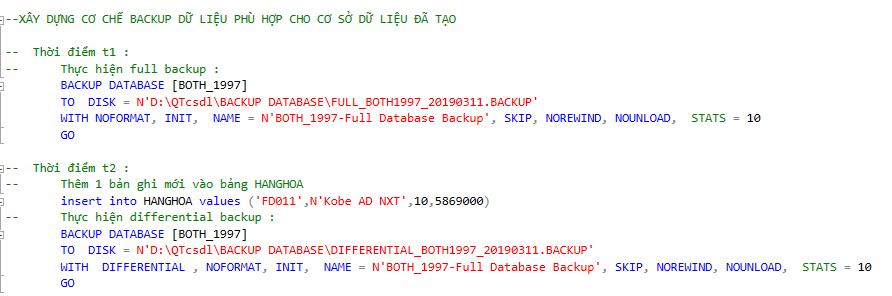 --XÂY DỰNG CƠ CHẾ BACKUP DỮ LIỆU PHÙ HỢP CHO CƠ SỞ DỮ LIỆU ĐÃ TẠO
-- Thời điểm t1 :
-- Thực hiện full backup :
BACKUP DATABASE [BOTH_1997]
TO DISK = N'D:\QTcsdl\BACKUP DATABASE\FULL_BOTH1997_20190311.BACKUP'
WITH NOFORMAT, INIT, NAME = N'BOTH_1997-Full Database Backup', SKIP, NOREWIND, NOUNLOAD, STATS = 10
GO
-- Thời điểm t2 :
-- Thêm 1 bản ghi mới vào bảng HANGHOA
insert into HANGHOA values ('FD011',N'Kobe AD NXT',10,5869000)
-- Thực hiện differential backup :
BACKUP DATABASE [BOTH_1997]
TO DISK = N'D:\QTcsdl\BACKUP DATABASE\DIFFERENTIAL_BOTH1997_20190311.BACKUP'
WITH DIFFERENTIAL , NOFORMAT, INIT, NAME = N'BOTH_1997-Full Database Backup', SKIP, NOREWIND, NOUNLOAD, STATS = 10
GO